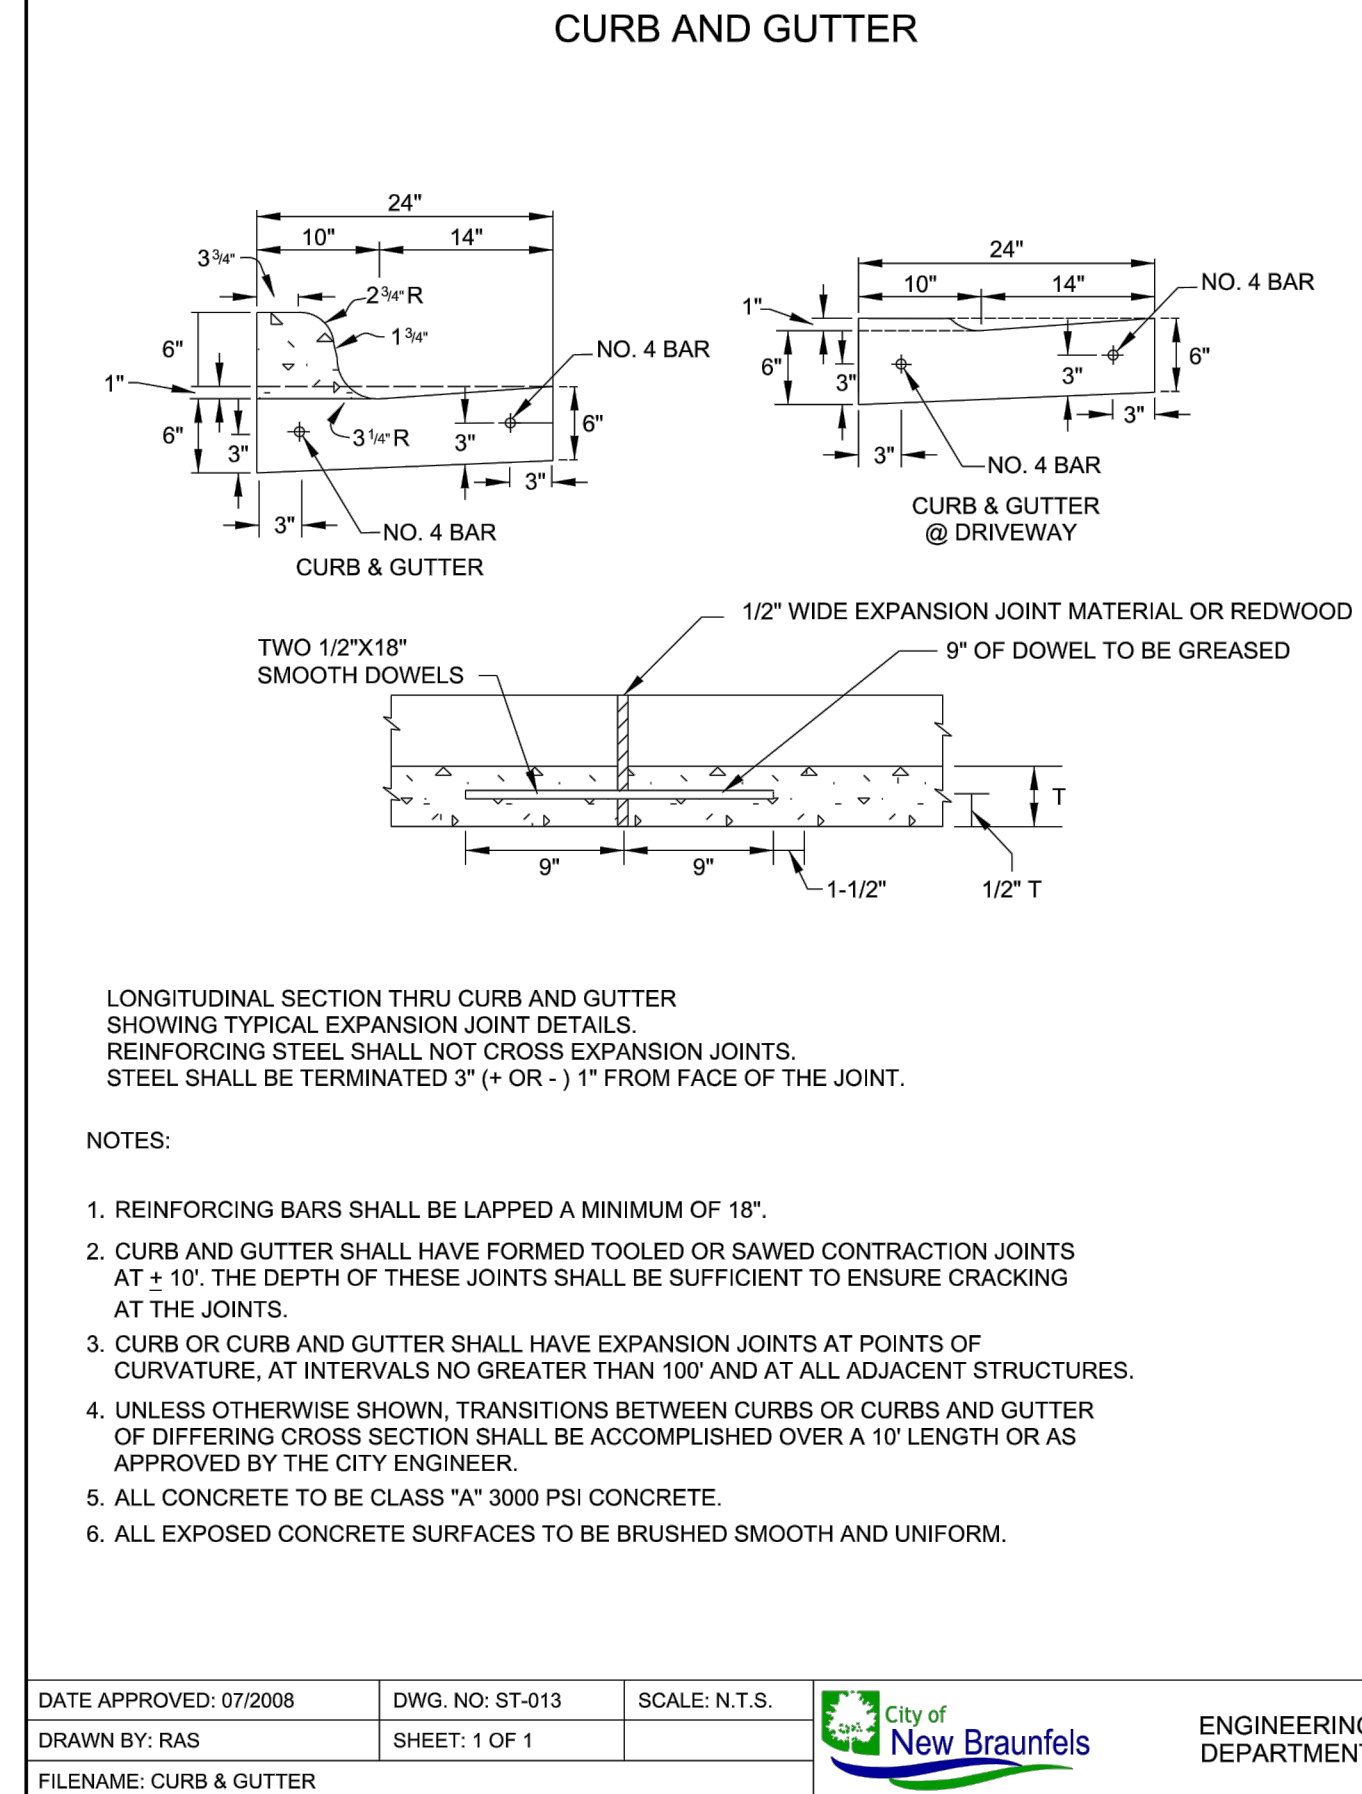 CURB AND GUTTER
24"
10"
14"
3 3/4"
2 3/4" R
1 3/4"
6"
NO. 4 BAR
1"
6"
3"
3 1/4" R
3"
6"
3"
3"
NO. 4 BAR
CURB & GUTTER
24"
10"
14"
NO. 4 BAR
1"
6"
3"
3"
6"
3"
3"
NO. 4 BAR
CURB & GUTTER
@ DRIVEWAY
1/2" WIDE EXPANSION JOINT MATERIAL OR REDWOOD
TWO 1/2"X18"
SMOOTH DOWELS
9" OF DOWEL TO BE GREASED
T
9"
9"
1-1/2"
1/2" T
LONGITUDINAL SECTION THRU CURB AND GUTTER
SHOWING TYPICAL EXPANSION JOINT DETAILS.
REINFORCING STEEL SHALL NOT CROSS EXPANSION JOINTS.
STEEL SHALL BE TERMINATED 3" (+ OR - ) 1" FROM FACE OF THE JOINT.
NOTES:
1. REINFORCING BARS SHALL BE LAPPED A MINIMUM OF 18".
2. CURB AND GUTTER SHALL HAVE FORMED TOOLED OR SAWED CONTRACTION JOINTS
AT ± 10'. THE DEPTH OF THESE JOINTS SHALL BE SUFFICIENT TO ENSURE CRACKING
AT THE JOINTS.
3. CURB OR CURB AND GUTTER SHALL HAVE EXPANSION JOINTS AT POINTS OF
CURVATURE, AT INTERVALS NO GREATER THAN 100' AND AT ALL ADJACENT STRUCTURES.
4. UNLESS OTHERWISE SHOWN, TRANSITIONS BETWEEN CURBS OR CURBS AND GUTTER
OF DIFFERING CROSS SECTION SHALL BE ACCOMPLISHED OVER A 10' LENGTH OR AS
APPROVED BY THE CITY ENGINEER.
5. ALL CONCRETE TO BE CLASS "A" 3000 PSI CONCRETE.
6. ALL EXPOSED CONCRETE SURFACES TO BE BRUSHED SMOOTH AND UNIFORM.
DATE APPROVED: 07/2008
DWG. NO: ST-013
SCALE: N.T.S.
DRAWN BY: RAS
SHEET: 1 OF 1
FILENAME: CURB & GUTTER
City of
New Braunfels
ENGINEERING
DEPARTMENT